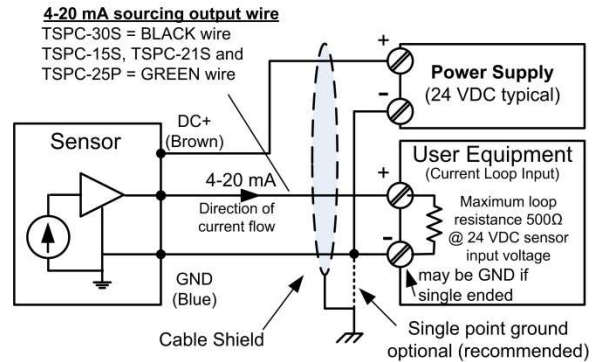 4-20 mA sourcing output wire
TSPC-30S = BLACK wire
TSPC-15S, TSPC-21S and
TSPC-25P = GREEN wire
+
-
Power Supply
(24 VDC typical)
Sensor
DC+
(Brown)
4-20 mA
Direction of
current flow
GND
(Blue)
+
-
User Equipment
(Current Loop Input)
Maximum loop
resistance 500Ω
@ 24 VDC sensor
input voltage
may be GND if
single ended
Cable Shield
Single point ground
optional (recommended)